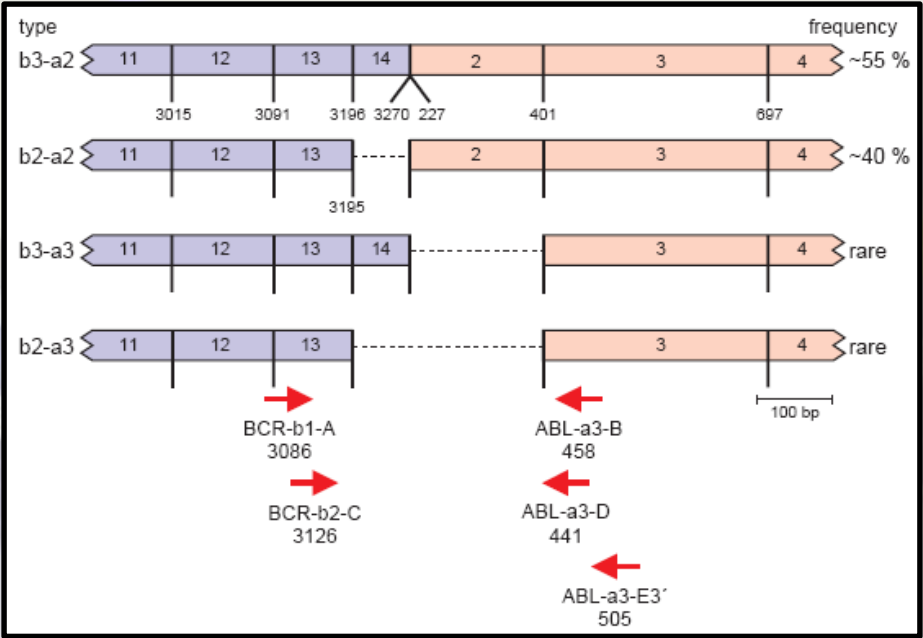 type frequency
b3-a2 11 12 13 14 2 3 4 ~55 %
3015 3091 3196 3270 227 401 697
b2-a2 11 12 13 2 3 4 ~40 %
3195
b3-a3 11 12 13 14 3 4 rare
b2-a3 11 12 13 3 4 rare
100 bp
BCR-b1-A ABL-a3-B
3086 458
BCR-b2-C ABL-a3-D
3126 441
ABL-a3-E3´
505